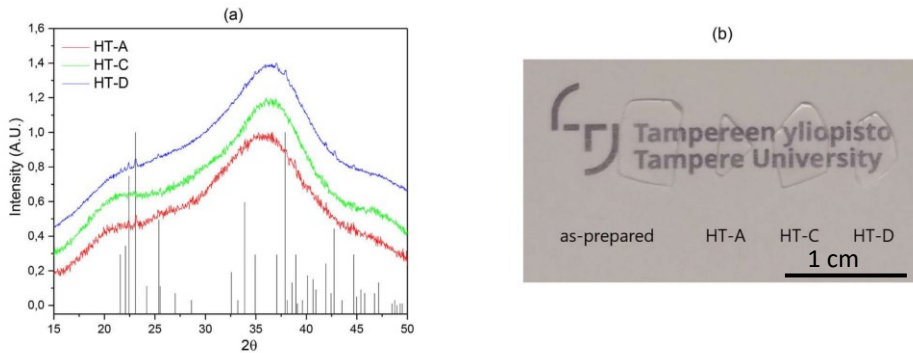 (a)
1,6
1,4
1,2
1,0
0,8
0,6
0,4
0,2
0,0
Intensity (A.U.)
HT-A
HT-C
HT-D
15
20
25
30
35
40
45
50
2θ
(b)
Tampereen yliopisto
Tampere University
as-prepared
HT-A
HT-C
HT-D
1 cm